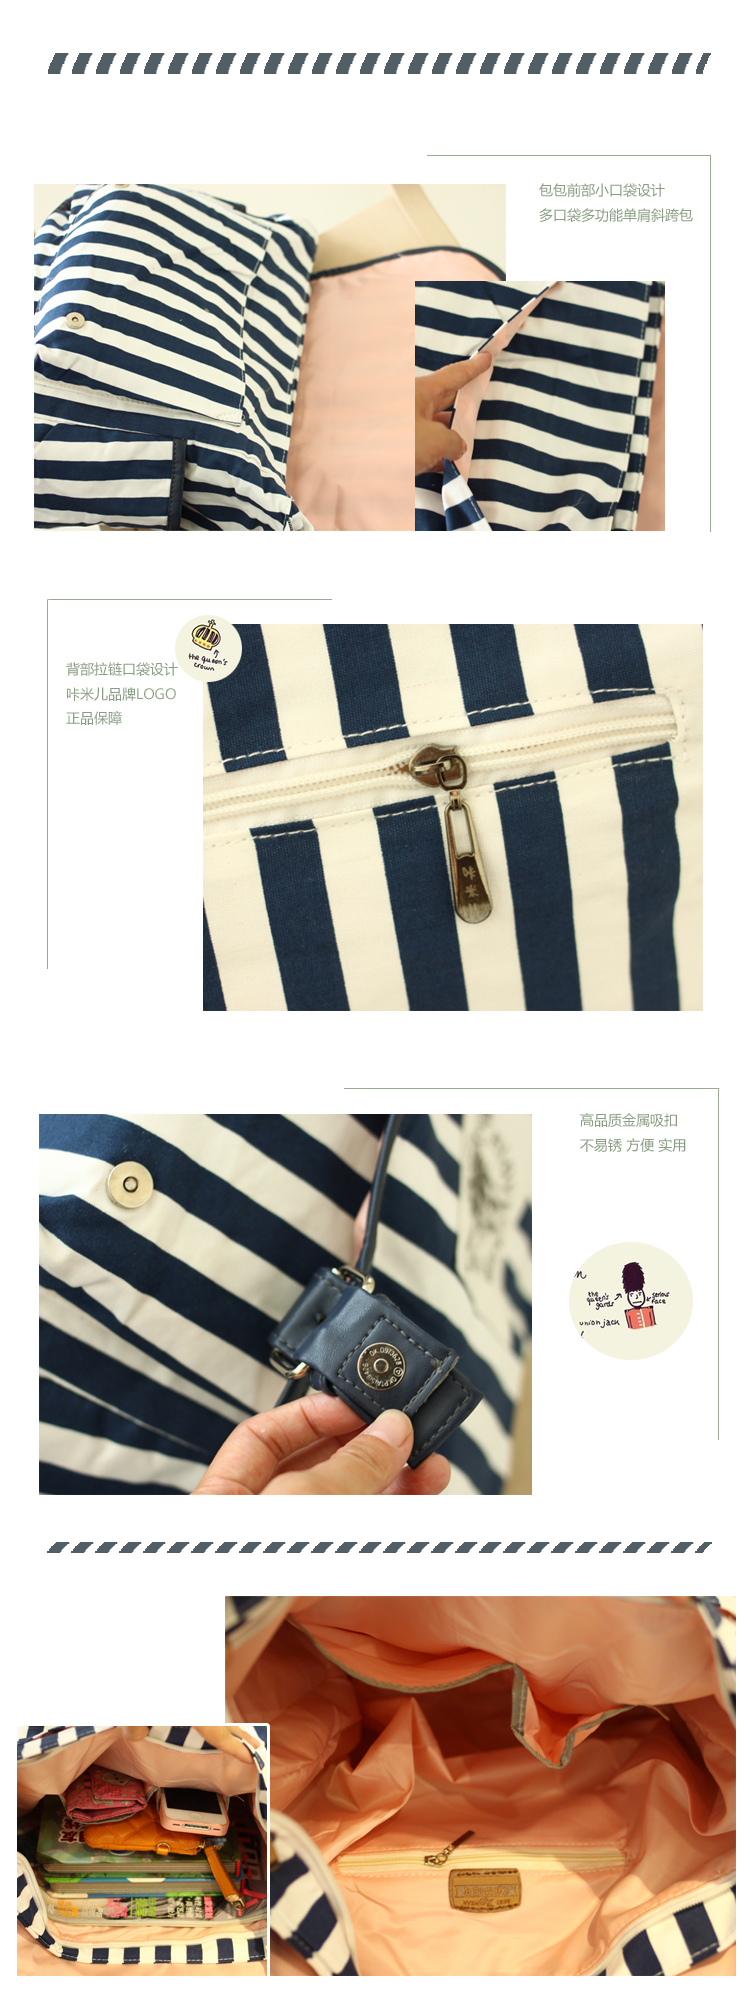 包包前部小口袋设计
多口袋多功能单肩斜跨包
the queen's
crown
背部拉链口袋设计
咔米儿品牌LOGO
正品保障
咔米
高品质金属吸扣
不易锈 方便 实用
the
queen's
gards
serious
face
union jack